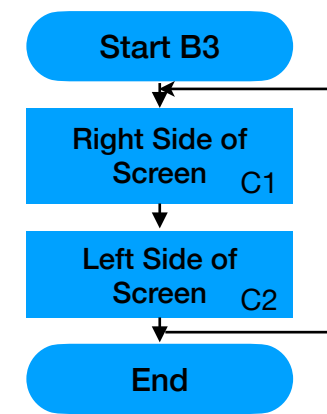 Start B3
Right Side of
Screen C1
Left Side of
Screen C2
End